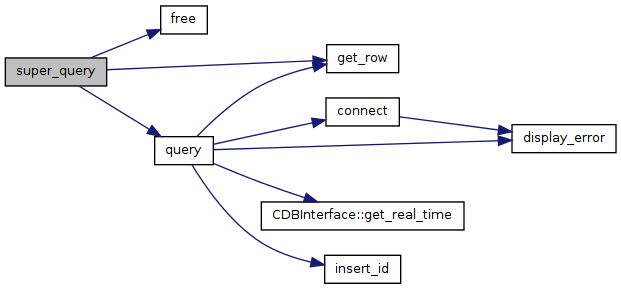 free
super_query
get_row
connect
display_error
query
CDBInterface::get_real_time
insert_id